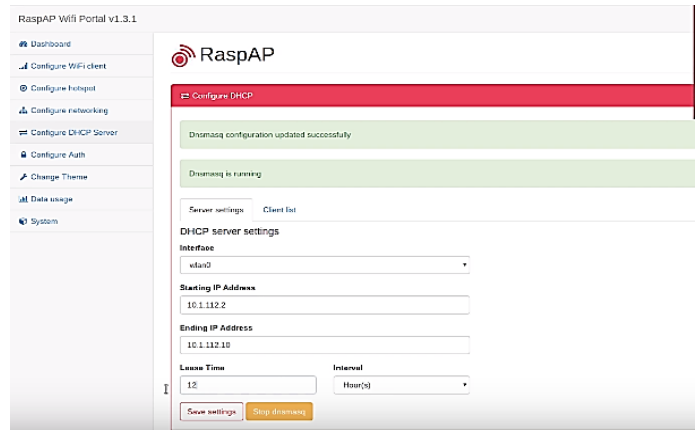 RaspAP Wifi Portal v1.3.1
Dashboard
Configure WiFi client
Configure hotspot
Configure networking
Configure DHCP Server
Configure Auth
Change Theme
Data usage
System
RaspAP
Configure DHCP
Dnsmasq configuration updated successfully
Dnsmasq is running
Server settings Client list
DHCP server settings
Interface
wlan0
Starting IP Address
10.1.112.2
Ending IP Address
10.1.112.10
Lease Time Interval
12 Hour(s)
Save settings Stop dnsmasq